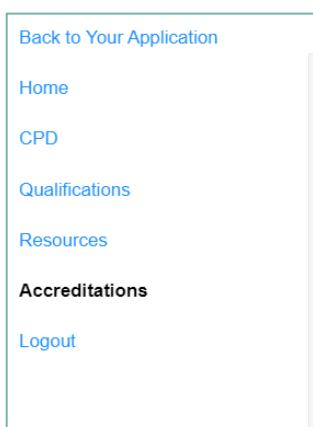 Back to Your Application
Home
CPD
Qualifications
Resources
Accreditations
Logout